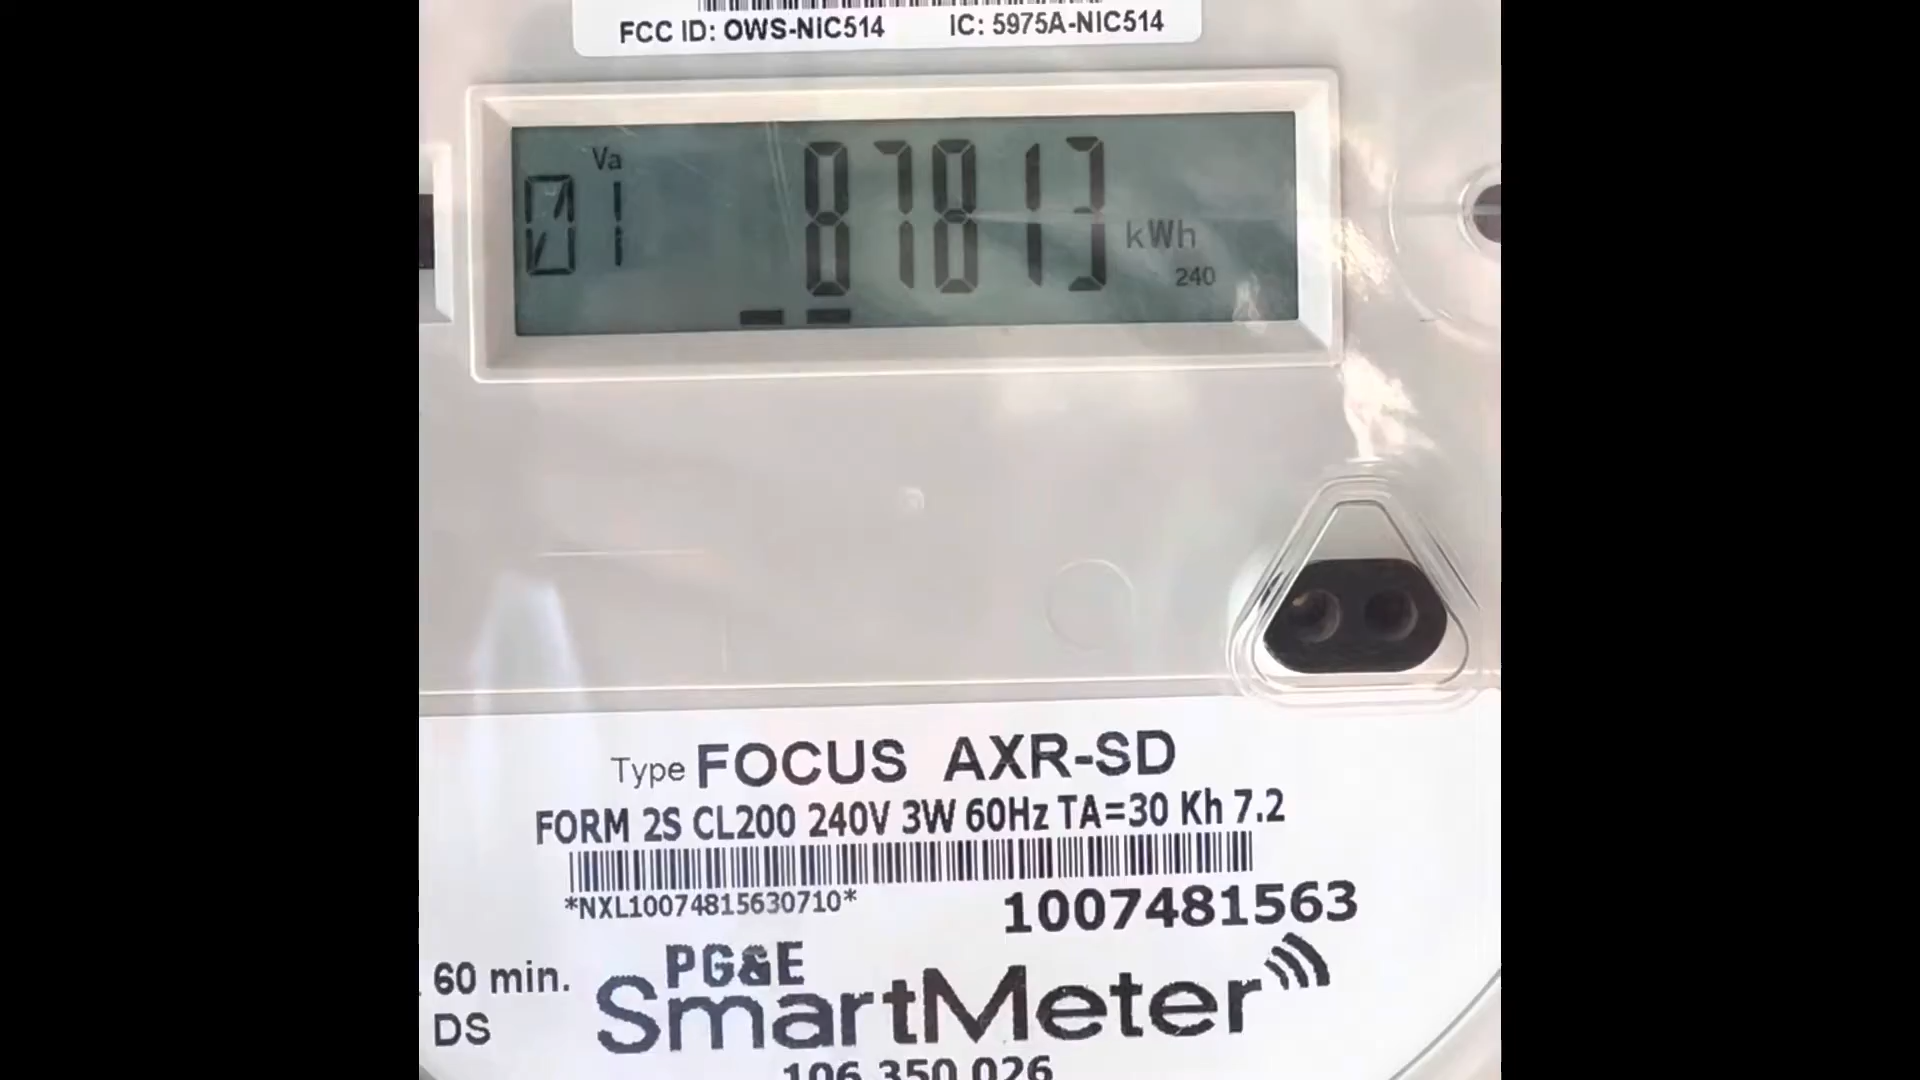 FCC ID: OWS-NIC514 IC: 5975A-NIC514
Va
01 87813 kWh
240
Type FOCUS AXR-SD
FORM 2S CL200 240V 3W 60Hz TA=30 Kh 7.2
*NXL10074815630710* 1007481563
PG&E
60 min.
SmartMeter
DS
106 350 026